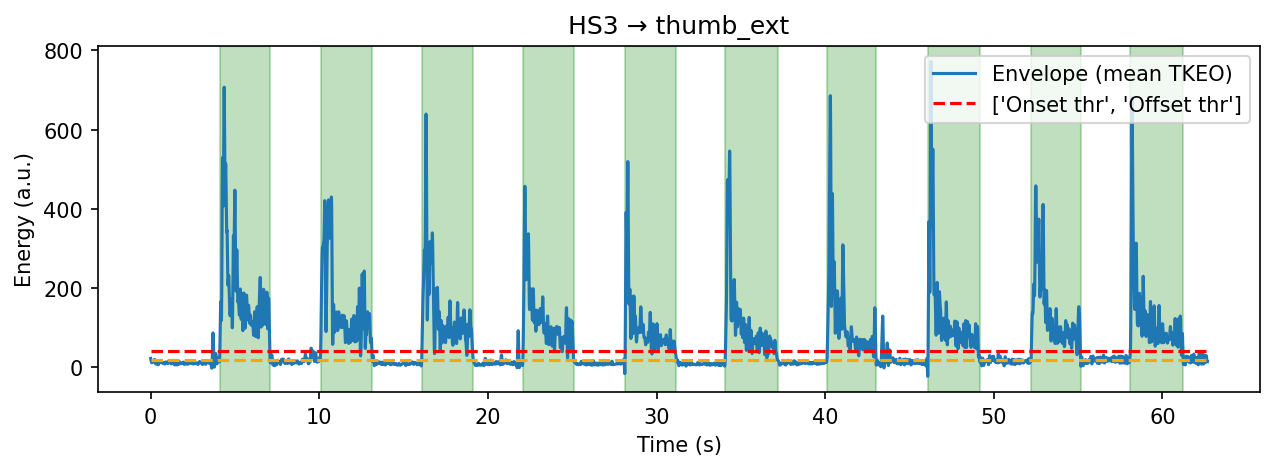 HS3 → thumb_ext
800
600
400
200
0
Energy (a.u.)
Envelope (mean TKEO)
['Onset thr', 'Offset thr']
0
10
20
30
40
50
60
Time (s)